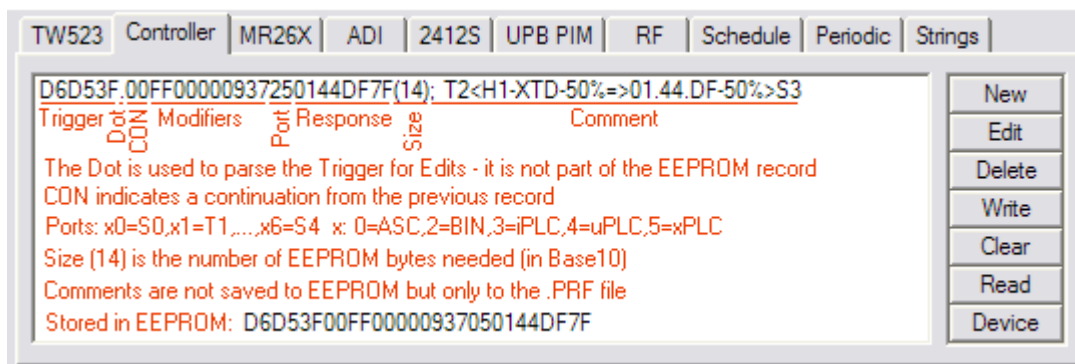 TW523 Controller MR26X ADI 2412S UPB PIM RF Schedule Periodic Strings
D6D53F.00FF00000937250144DF7F(14); T2<H1-XTD-50%=>01.44.DF-50%>S3
Trigger Dot CON Modifiers Port Response Size Comment
The Dot is used to parse the Trigger for Edits - it is not part of the EEPROM record
CON indicates a continuation from the previous record
Ports: x0=S0,x1=T1,...,x6=S4 x: 0=ASC,2=BIN,3=iPLC,4=uPLC,5=xPLC
Size (14) is the number of EEPROM bytes needed (in Base10)
Comments are not saved to EEPROM but only to the .PRF file
Stored in EEPROM: D6D53F00FF00000937050144DF7F
New
Edit
Delete
Write
Clear
Read
Device